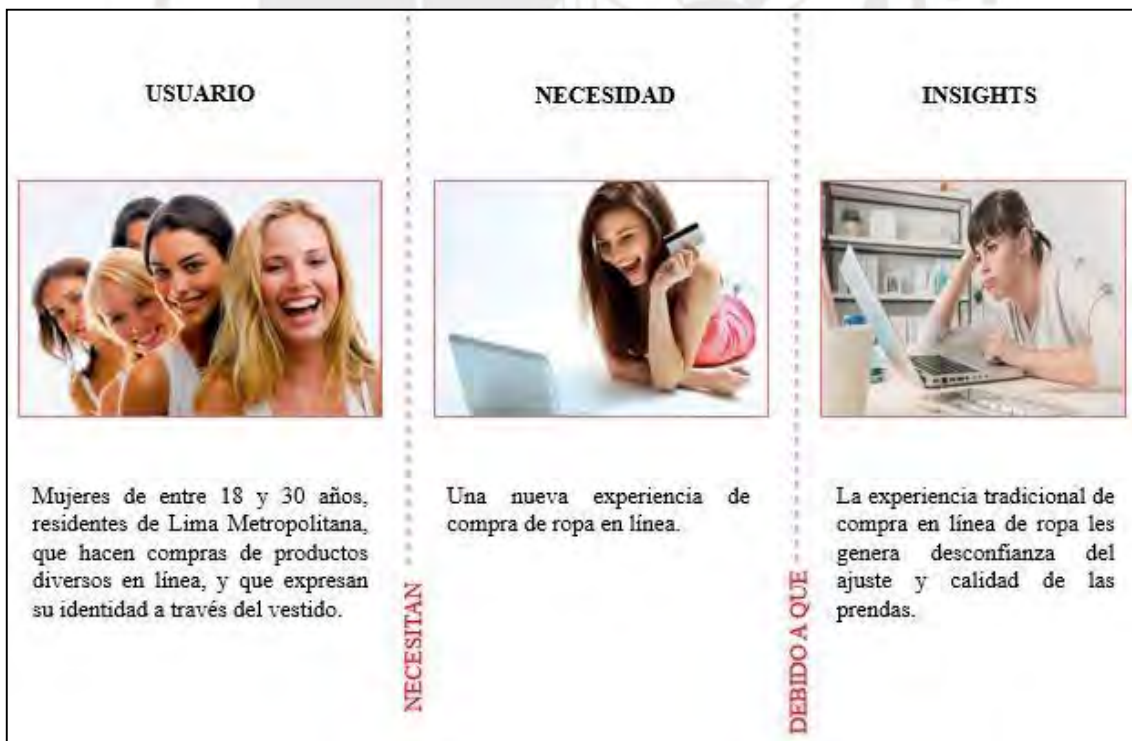 USUARIO
Mujeres de entre 18 y 30 años,
residentes de Lima Metropolitana,
que hacen compras de productos
diversos en línea, y que expresan
su identidad a través del vestido.
NECESITAN
NECESIDAD
Una nueva experiencia de
compra de ropa en línea.
DEBIDO A QUE
INSIGHTS
La experiencia tradicional de
compra en línea de ropa les
genera desconfianza del
ajuste y calidad de las
prendas.